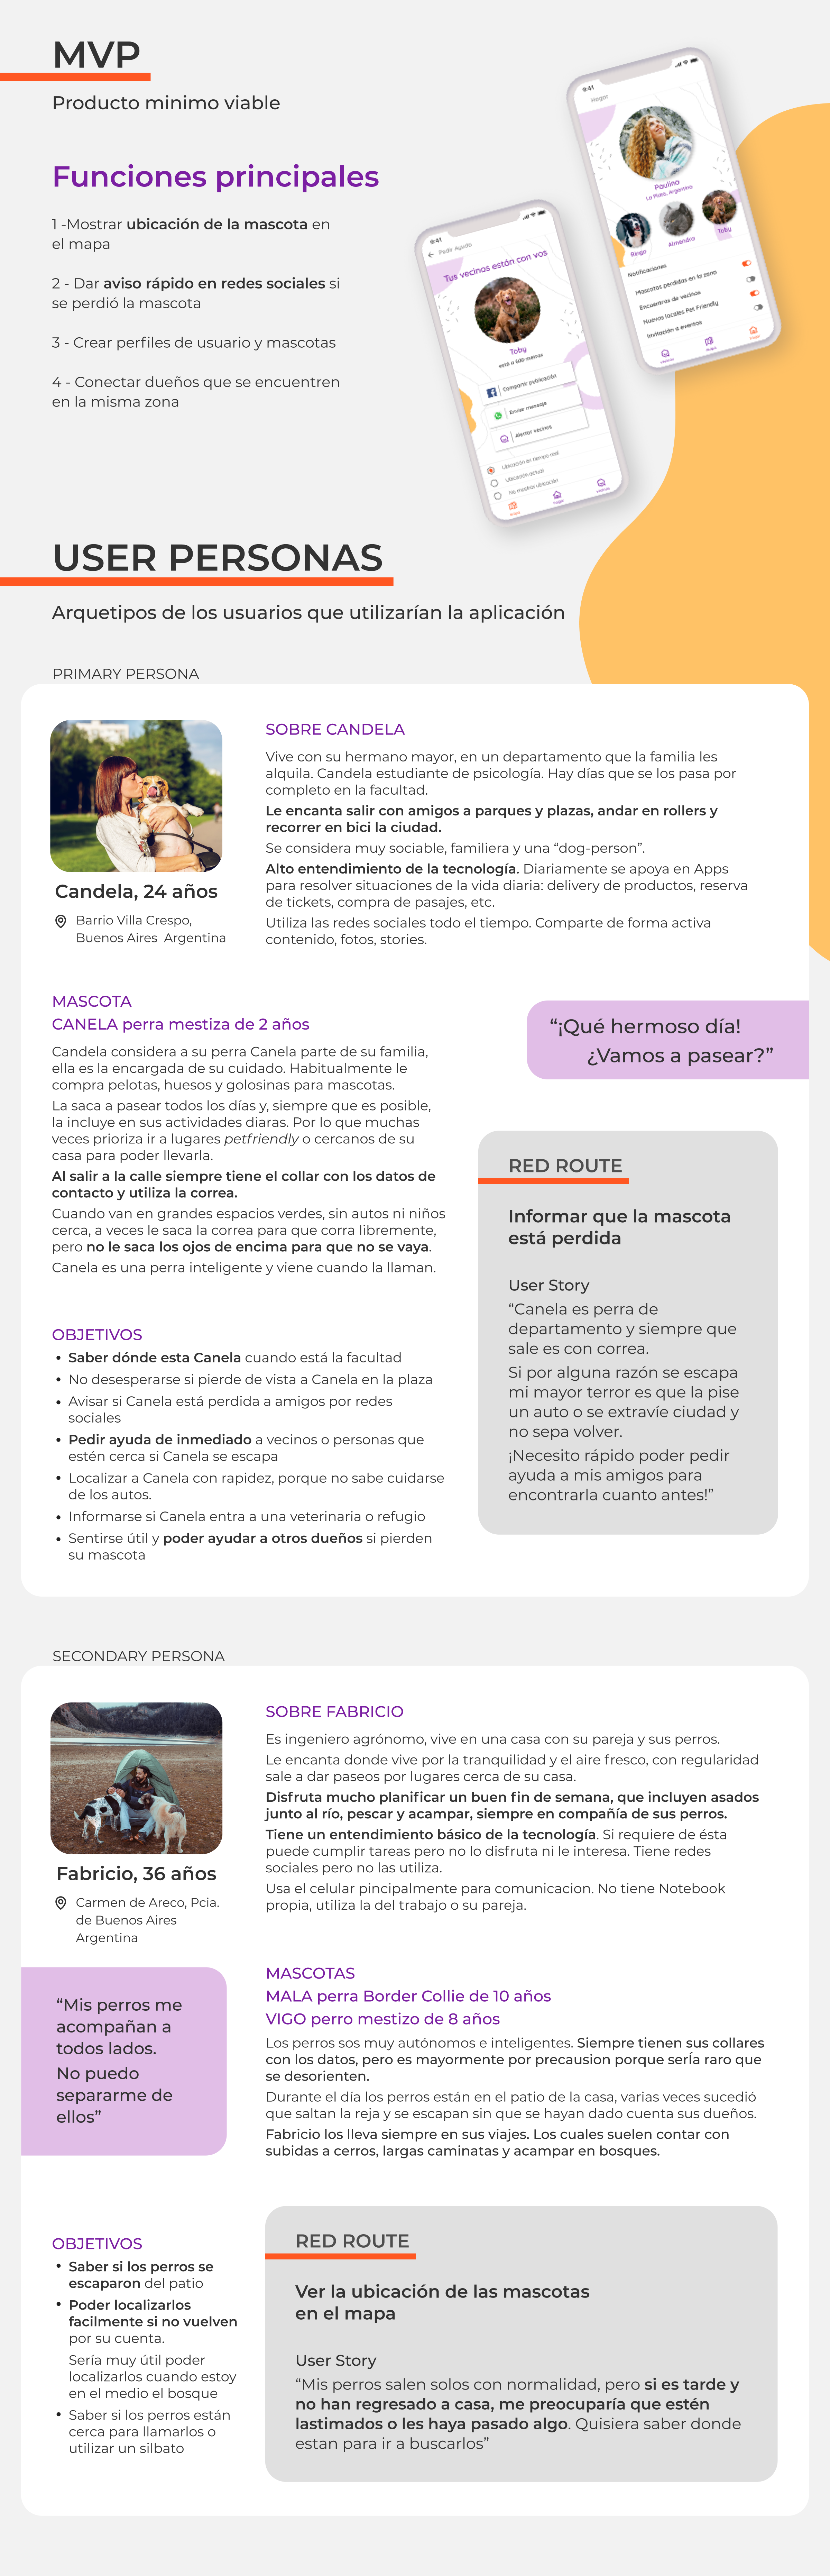 MVP
Producto minimo viable
Funciones principales
1 -Mostrar ubicación de la mascota en
el mapa
2 - Dar aviso rápido en redes sociales si
se perdió la mascota
3 - Crear perfiles de usuario y mascotas
4 - Conectar dueños que se encuentren
en la misma zona
9:41
Hogar
Paulina
La Plata, Argentina
Ringo
Almendra
Toby
Notificaciones
Mascotas perdidas en la zona
Encuentros de vecinos
Nuevos locales Pet Friendly
Invitación a eventos
9:41
Pedir Ayuda
Tus vecinos están con vos
Toby
está a 600 metros
Compartir publicación
Enviar mensaje
Alertar vecinos
Ubicación en tiempo real
Ubicación actual
No mostrar ubicación
USER PERSONAS
Arquetipos de los usuarios que utilizarían la aplicación
PRIMARY PERSONA
Candela, 24 años
Barrio Villa Crespo,
Buenos Aires Argentina
SOBRE CANDELA
Vive con su hermano mayor, en un departamento que la familia les
alquila. Candela estudiante de psicología. Hay días que se los pasa por
completo en la facultad.
Le encanta salir con amigos a parques y plazas, andar en rollers y
recorrer en bici la ciudad.
Se considera muy sociable, familiera y una “dog-person”.
Alto entendimiento de la tecnología. Diariamente se apoya en Apps
para resolver situaciones de la vida diaria: delivery de productos, reserva
de tickets, compra de pasajes, etc.
Utiliza las redes sociales todo el tiempo. Comparte de forma activa
contenido, fotos, stories.
MASCOTA
CANELA perra mestiza de 2 años
Candela considera a su perra Canela parte de su familia,
ella es la encargada de su cuidado. Habitualmente le
compra pelotas, huesos y golosinas para mascotas.
La saca a pasear todos los días y, siempre que es posible,
la incluye en sus actividades diaras. Por lo que muchas
veces prioriza ir a lugares petfriendly o cercanos de su
casa para poder llevarla.
Al salir a la calle siempre tiene el collar con los datos de
contacto y utiliza la correa.
Cuando van en grandes espacios verdes, sin autos ni niños
cerca, a veces le saca la correa para que corra libremente,
pero no le saca los ojos de encima para que no se vaya.
Canela es una perra inteligente y viene cuando la llaman.
“¡Qué hermoso día!
¿Vamos a pasear?”
OBJETIVOS
• Saber dónde esta Canela cuando está la facultad
• No desesperarse si pierde de vista a Canela en la plaza
• Avisar si Canela está perdida a amigos por redes
sociales
• Pedir ayuda de inmediado a vecinos o personas que
estén cerca si Canela se escapa
• Localizar a Canela con rapidez, porque no sabe cuidarse
de los autos.
• Informarse si Canela entra a una veterinaria o refugio
• Sentirse útil y poder ayudar a otros dueños si pierden
su mascota
RED ROUTE
Informar que la mascota
está perdida
User Story
“Canela es perra de
departamento y siempre que
sale es con correa.
Si por alguna razón se escapa
mi mayor terror es que la pise
un auto o se extravíe ciudad y
no sepa volver.
¡Necesito rápido poder pedir
ayuda a mis amigos para
encontrarla cuanto antes!”
SECONDARY PERSONA
Fabricio, 36 años
Carmen de Areco, Pcia.
de Buenos Aires
Argentina
SOBRE FABRICIO
Es ingeniero agrónomo, vive en una casa con su pareja y sus perros.
Le encanta donde vive por la tranquilidad y el aire fresco, con regularidad
sale a dar paseos por lugares cerca de su casa.
Disfruta mucho planificar un buen fin de semana, que incluyen asados
junto al río, pescar y acampar, siempre en compañía de sus perros.
Tiene un entendimiento básico de la tecnología. Si requiere de ésta
puede cumplir tareas pero no lo disfruta ni le interesa. Tiene redes
sociales pero no las utiliza.
Usa el celular pincipalmente para comunicacion. No tiene Notebook
propia, utiliza la del trabajo o su pareja.
“Mis perros me
acompañan a
todos lados.
No puedo
separarme de
ellos”
MASCOTAS
MALA perra Border Collie de 10 años
VIGO perro mestizo de 8 años
Los perros sos muy autónomos e inteligentes. Siempre tienen sus collares
con los datos, pero es mayormente por precausion porque serÍa raro que
se desorienten.
Durante el día los perros están en el patio de la casa, varias veces sucedió
que saltan la reja y se escapan sin que se hayan dado cuenta sus dueños.
Fabricio los lleva siempre en sus viajes. Los cuales suelen contar con
subidas a cerros, largas caminatas y acampar en bosques.
OBJETIVOS
• Saber si los perros se
escaparon del patio
• Poder localizarlos
facilmente si no vuelven
por su cuenta.
Sería muy útil poder
localizarlos cuando estoy
en el medio el bosque
• Saber si los perros están
cerca para llamarlos o
utilizar un silbato
RED ROUTE
Ver la ubicación de las mascotas
en el mapa
User Story
“Mis perros salen solos con normalidad, pero si es tarde y
no han regresado a casa, me preocuparía que estén
lastimados o les haya pasado algo. Quisiera saber donde
estan para ir a buscarlos”